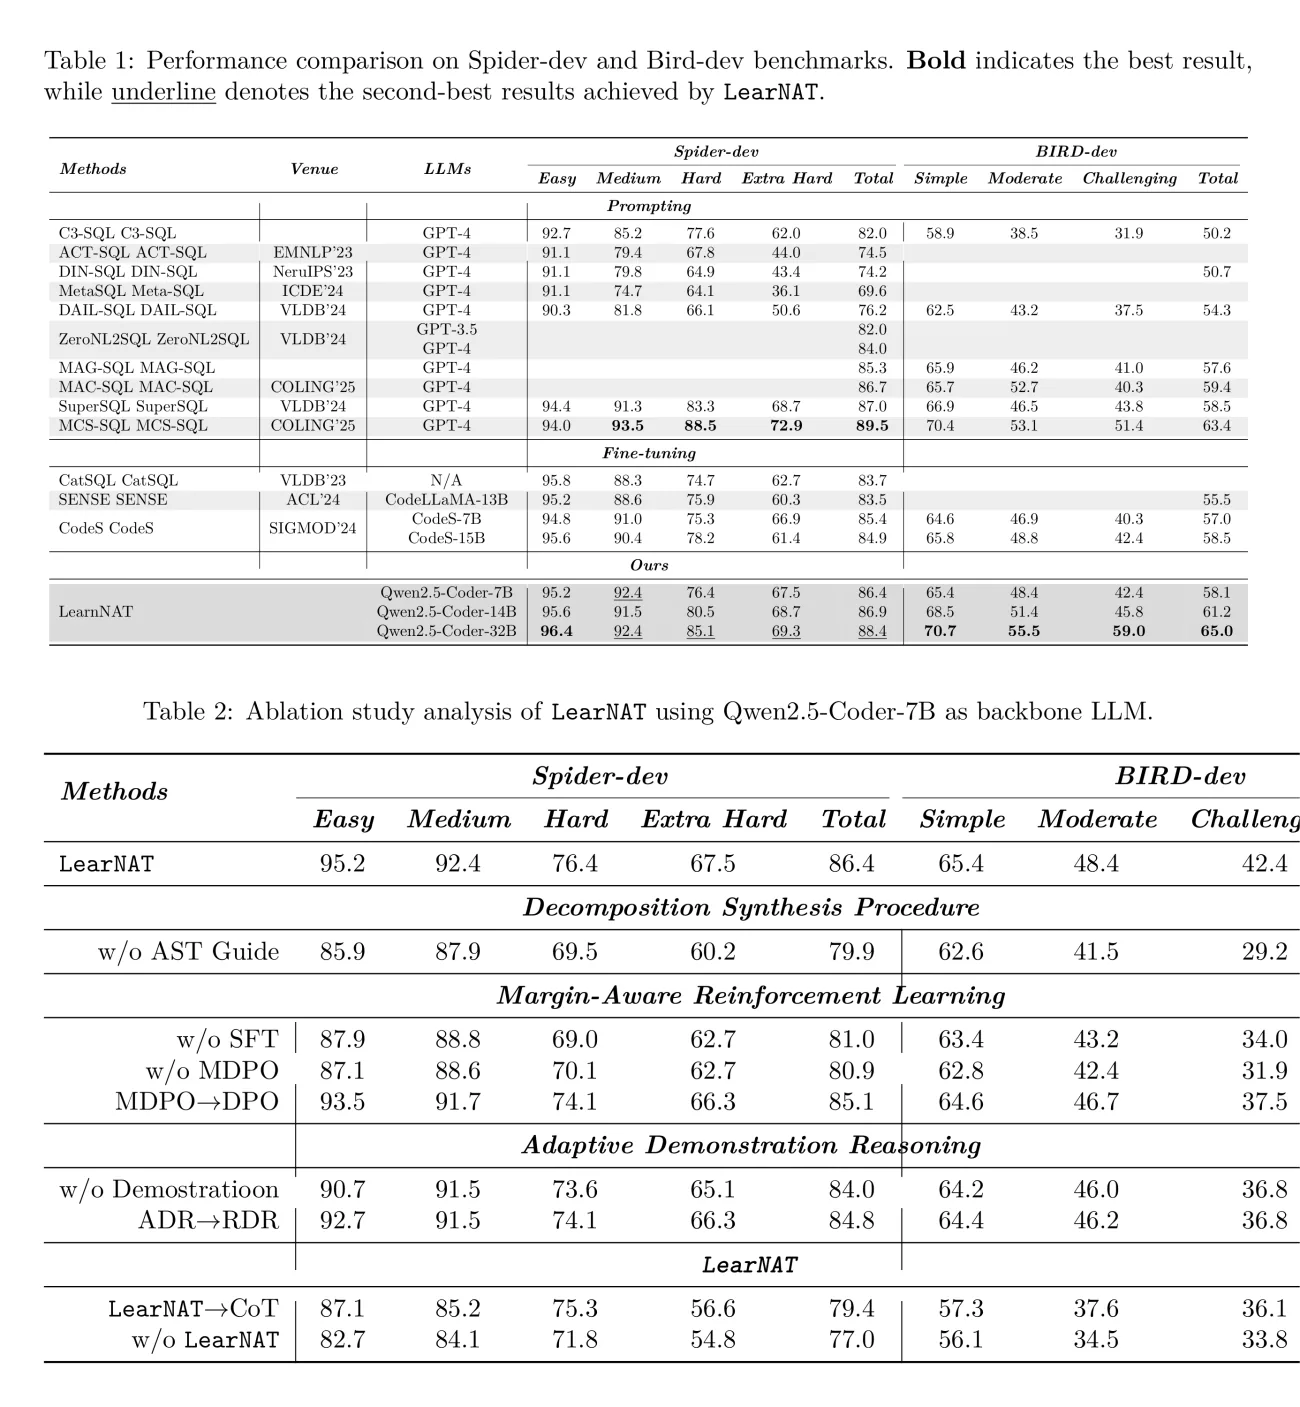 Table 1: Performance comparison on Spider-dev and Bird-dev benchmarks. Bold indicates the best result,
while underline denotes the second-best results achieved by LearNAT.
Methods Venue LLMs Spider-dev BIRD-dev
Easy Medium Hard Extra Hard Total Simple Moderate Challenging Total
Prompting
C3-SQL C3-SQL GPT-4 92.7 85.2 77.6 62.0 82.0 58.9 38.5 31.9 50.2
ACT-SQL ACT-SQL EMNLP'23 GPT-4 91.1 79.4 67.8 44.0 74.5
DIN-SQL DIN-SQL NeruIPS'23 GPT-4 91.1 79.8 64.9 43.4 74.2 50.7
MetaSQL Meta-SQL ICDE'24 GPT-4 91.1 74.7 64.1 36.1 69.6
DAIL-SQL DAIL-SQL VLDB'24 GPT-4 90.3 81.8 66.1 50.6 76.2 62.5 43.2 37.5 54.3
ZeroNL2SQL ZeroNL2SQL VLDB'24 GPT-3.5 82.0
GPT-4 84.0
MAG-SQL MAG-SQL GPT-4 85.3 65.9 46.2 41.0 57.6
MAC-SQL MAC-SQL COLING'25 GPT-4 86.7 65.7 52.7 40.3 59.4
SuperSQL SuperSQL VLDB'24 GPT-4 94.4 91.3 83.3 68.7 87.0 66.9 46.5 43.8 58.5
MCS-SQL MCS-SQL COLING'25 GPT-4 94.0 93.5 88.5 72.9 89.5 70.4 53.1 51.4 63.4
Fine-tuning
CatSQL CatSQL VLDB'23 N/A 95.8 88.3 74.7 62.7 83.7
SENSE SENSE ACL'24 CodeLLaMA-13B 95.2 88.6 75.9 60.3 83.5 55.5
CodeS CodeS SIGMOD'24 CodeS-7B 94.8 91.0 75.3 66.9 85.4 64.6 46.9 40.3 57.0
CodeS-15B 95.6 90.4 78.2 61.4 84.9 65.8 48.8 42.4 58.5
Ours
Qwen2.5-Coder-7B 95.2 92.4 76.4 67.5 86.4 65.4 48.4 42.4 58.1
LearnNAT Qwen2.5-Coder-14B 95.6 91.5 80.5 68.7 86.9 68.5 51.4 45.8 61.2
Qwen2.5-Coder-32B 96.4 92.4 85.1 69.3 88.4 70.7 55.5 59.0 65.0
Table 2: Ablation study analysis of LearNAT using Qwen2.5-Coder-7B as backbone LLM.
Methods Spider-dev BIRD-dev
Easy Medium Hard Extra Hard Total Simple Moderate Challeng
LearNAT 95.2 92.4 76.4 67.5 86.4 65.4 48.4 42.4
Decomposition Synthesis Procedure
w/o AST Guide 85.9 87.9 69.5 60.2 79.9 62.6 41.5 29.2
Margin-Aware Reinforcement Learning
w/o SFT 87.9 88.8 69.0 62.7 81.0 63.4 43.2 34.0
w/o MDPO 87.1 88.6 70.1 62.7 80.9 62.8 42.4 31.9
MDPO→DPO 93.5 91.7 74.1 66.3 85.1 64.6 46.7 37.5
Adaptive Demonstration Reasoning
w/o Demostratioon 90.7 91.5 73.6 65.1 84.0 64.2 46.0 36.8
ADR→RDR 92.7 91.5 74.1 66.3 84.8 64.4 46.2 36.8
LearNAT
LearNAT→CoT 87.1 85.2 75.3 56.6 79.4 57.3 37.6 36.1
w/o LearNAT 82.7 84.1 71.8 54.8 77.0 56.1 34.5 33.8